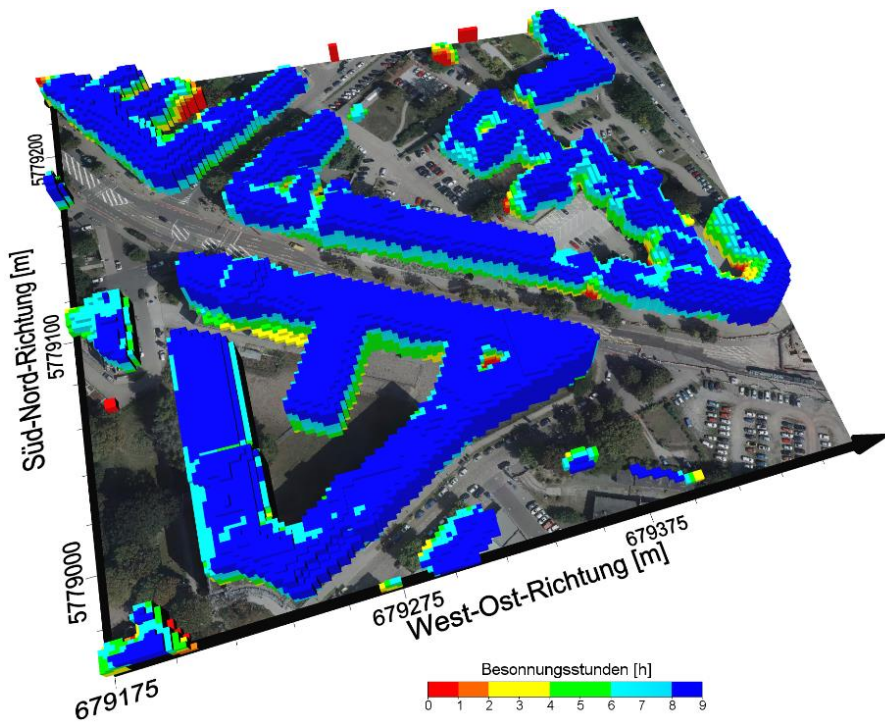 5779200
5779100
5779000
Süd-Nord-Richtung [m]
679175
679275
679375
West-Ost-Richtung [m]
Besonnungsstunden [h]
0 1 2 3 4 5 6 7 8 9